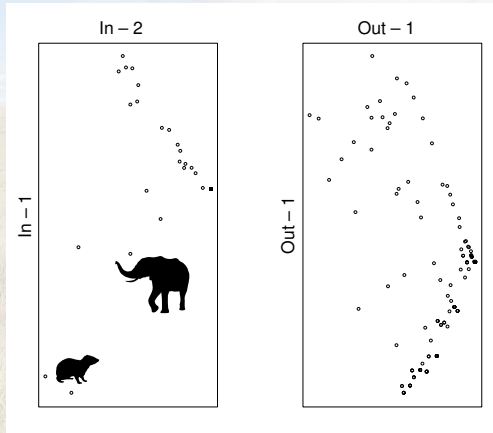 In – 2
Out – 1
In – 1
Out – 1